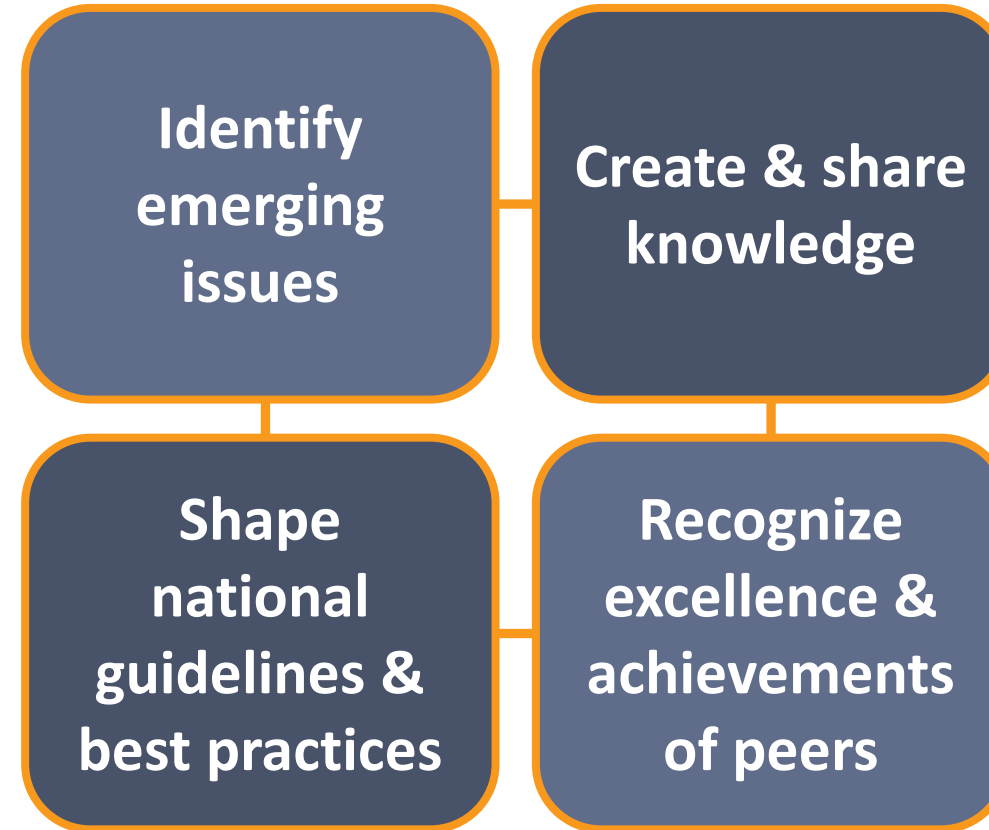 Identify
emerging
issues
Create & share
knowledge
Shape
national
guidelines &
best practices
Recognize
excellence &
achievements
of peers